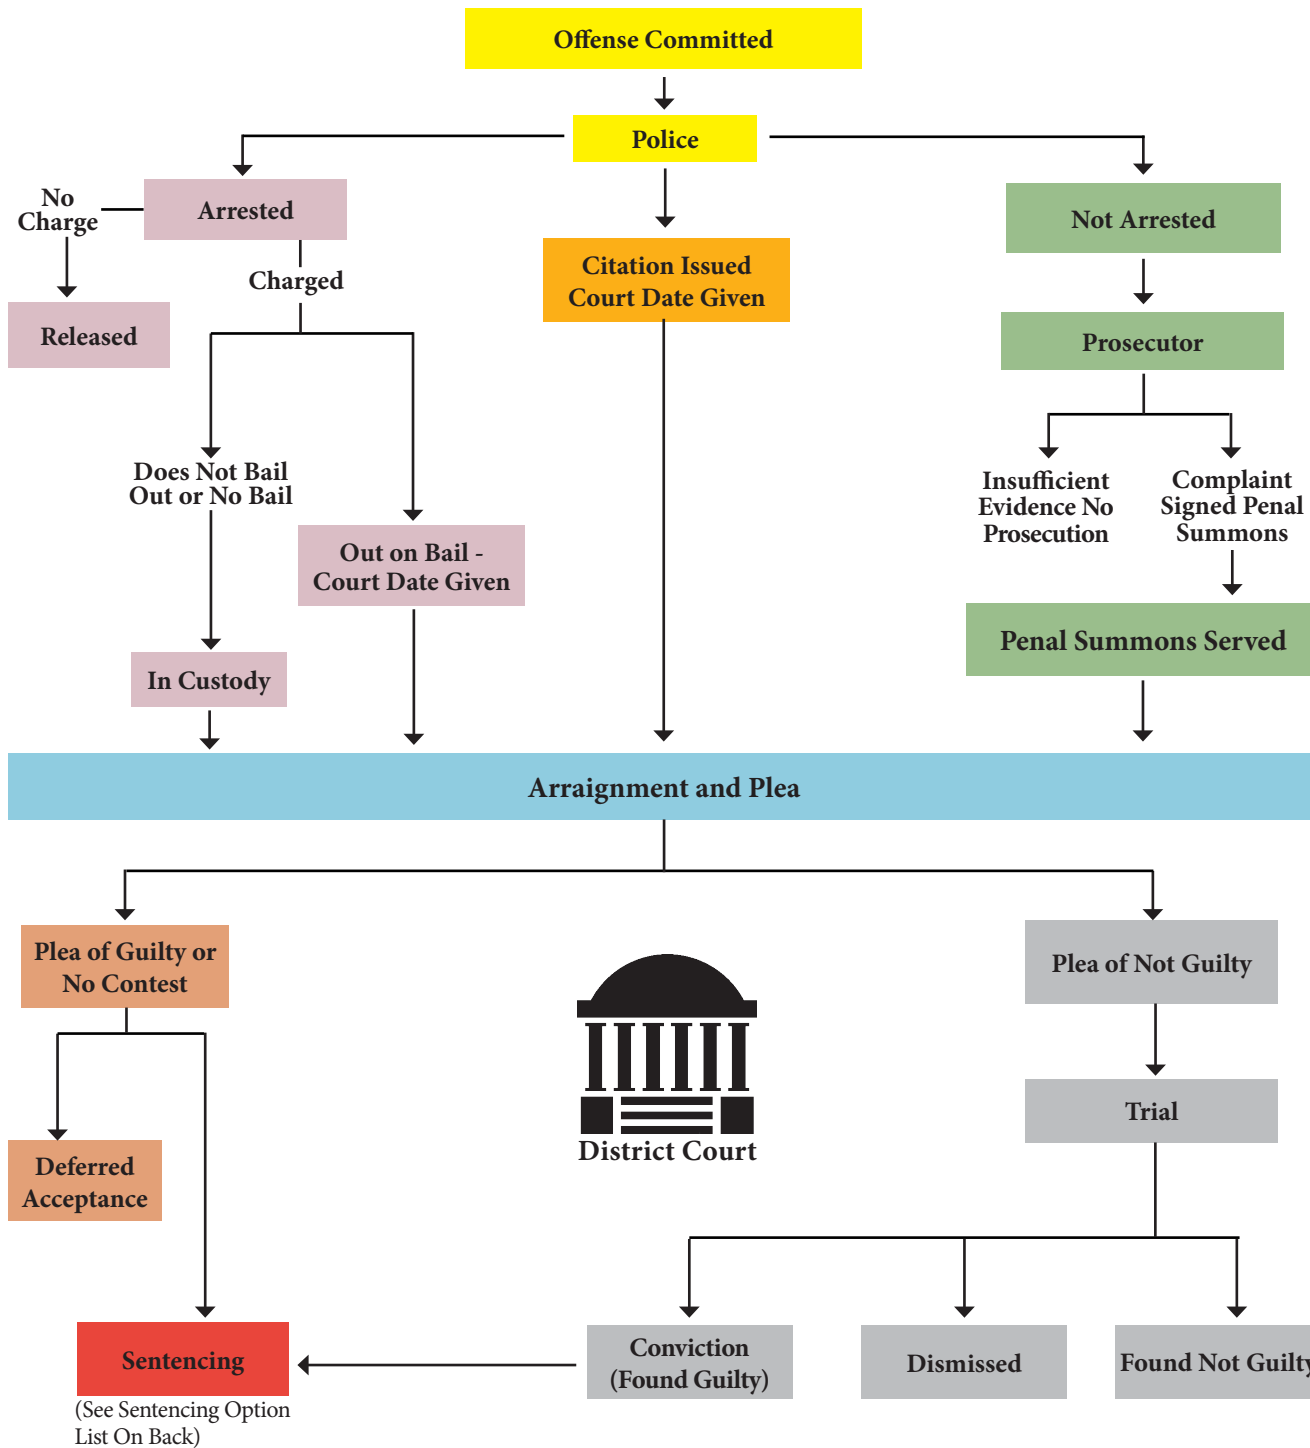 Offense Committed
Police
No
Charge
Arrested
Charged
Released
Citation Issued
Court Date Given
Not Arrested
Prosecutor
Does Not Bail
Out or No Bail
Insufficient
Evidence No
Prosecution
Complaint
Signed Penal
Summons
Out on Bail -
Court Date Given
In Custody
Penal Summons Served
Arraignment and Plea
Plea of Guilty or
No Contest
Plea of Not Guilty
Trial
District Court
Deferred
Acceptance
Sentencing
(See Sentencing Option
List On Back)
Conviction
(Found Guilty)
Dismissed
Found Not Guilty